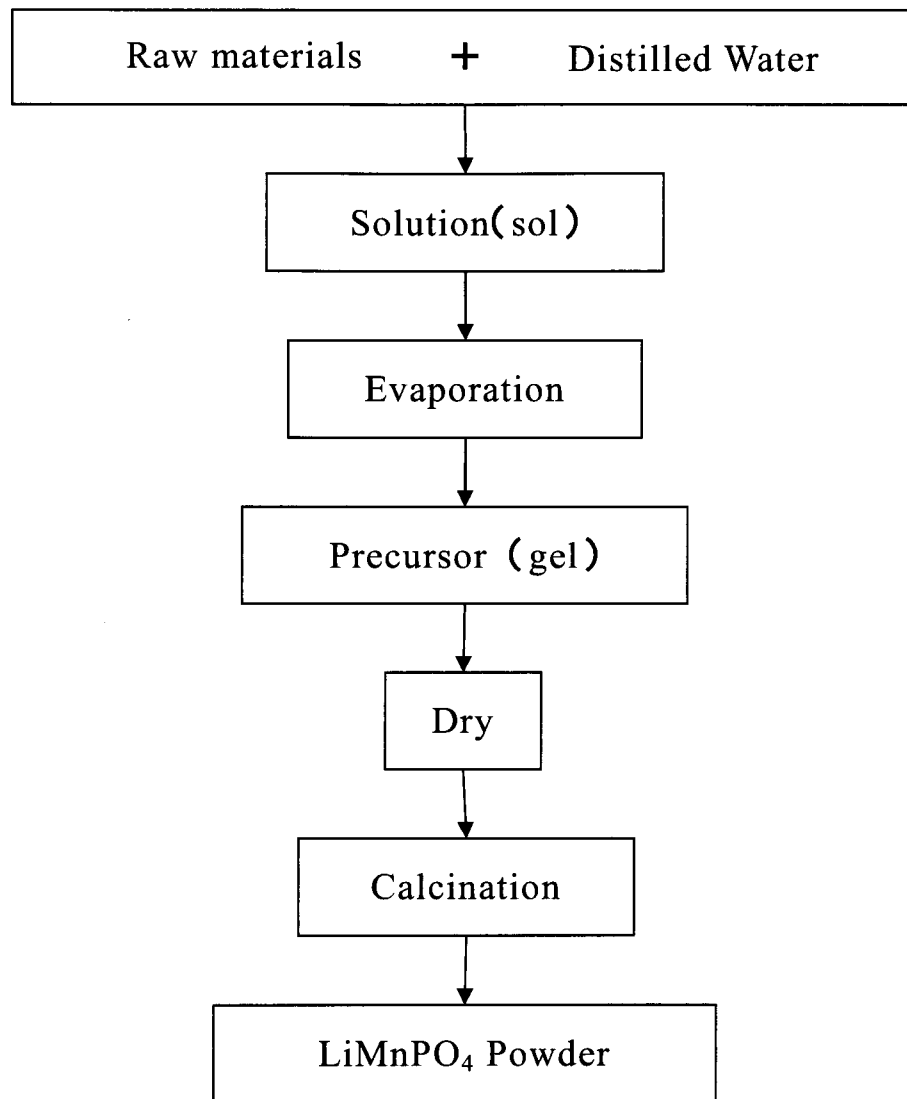 Raw materials + Distilled Water
Solution(sol)
Evaporation
Precursor (gel)
Dry
Calcination
LiMnPO₄ Powder